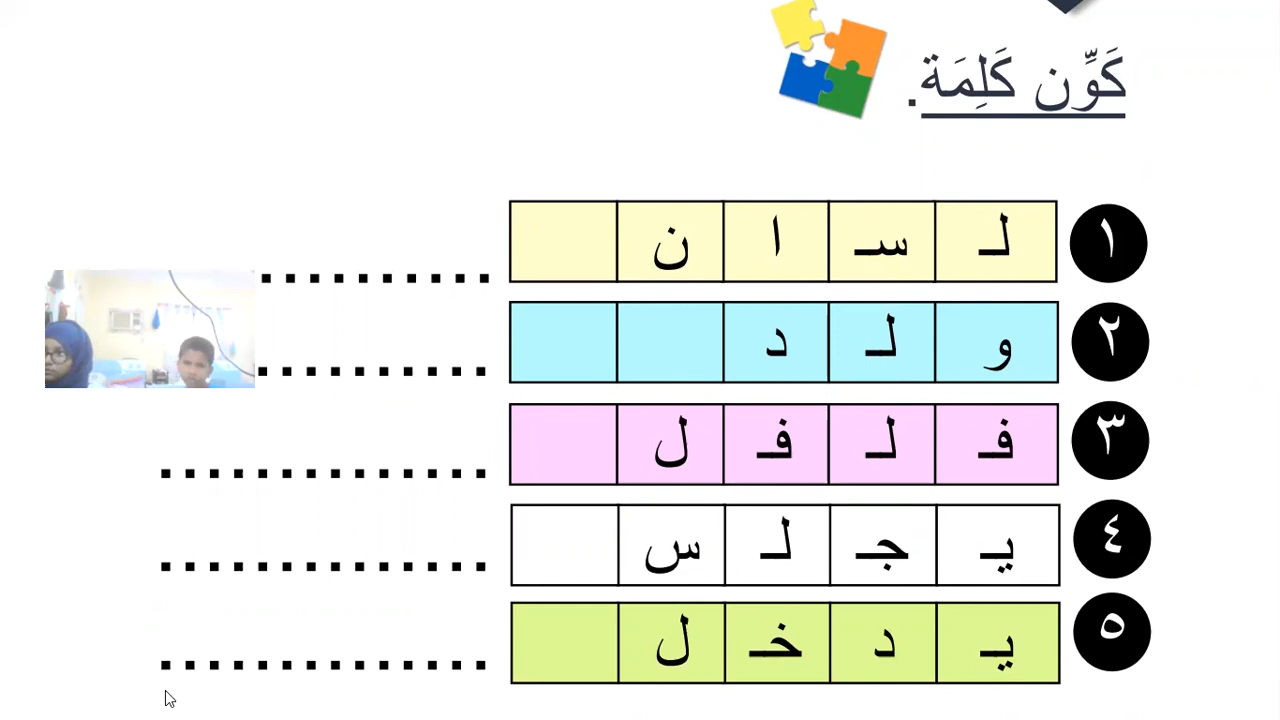 كَوِّن كَلِمَة.
١ لـ سـ ا ن ..........
٢ و لـ د ..........
٣ فـ لـ فـ ل ..............
٤ يـ جـ لـ س ..............
٥ يـ د خـ ل ..............